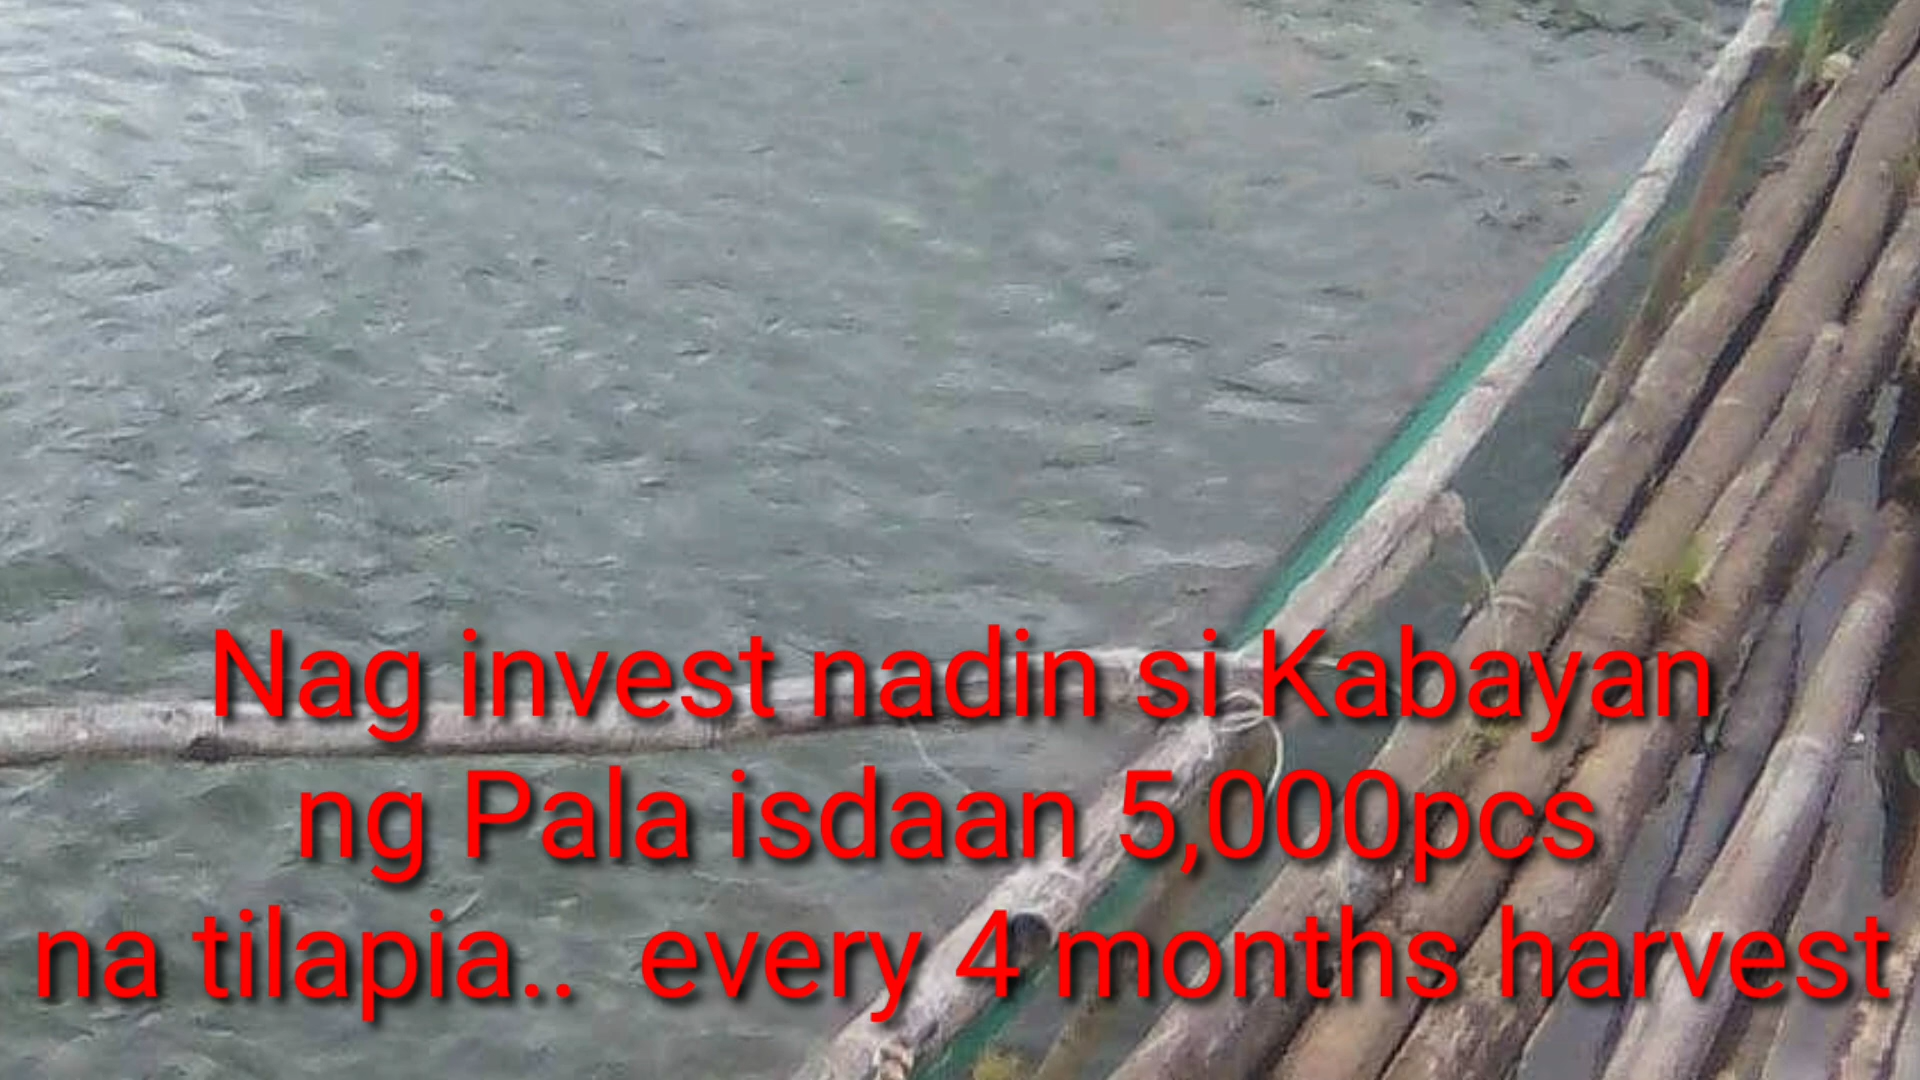 Nag invest nadin si Kabayan
ng Pala isdaan 5,000pcs
na tilapia.. every 4 months harvest